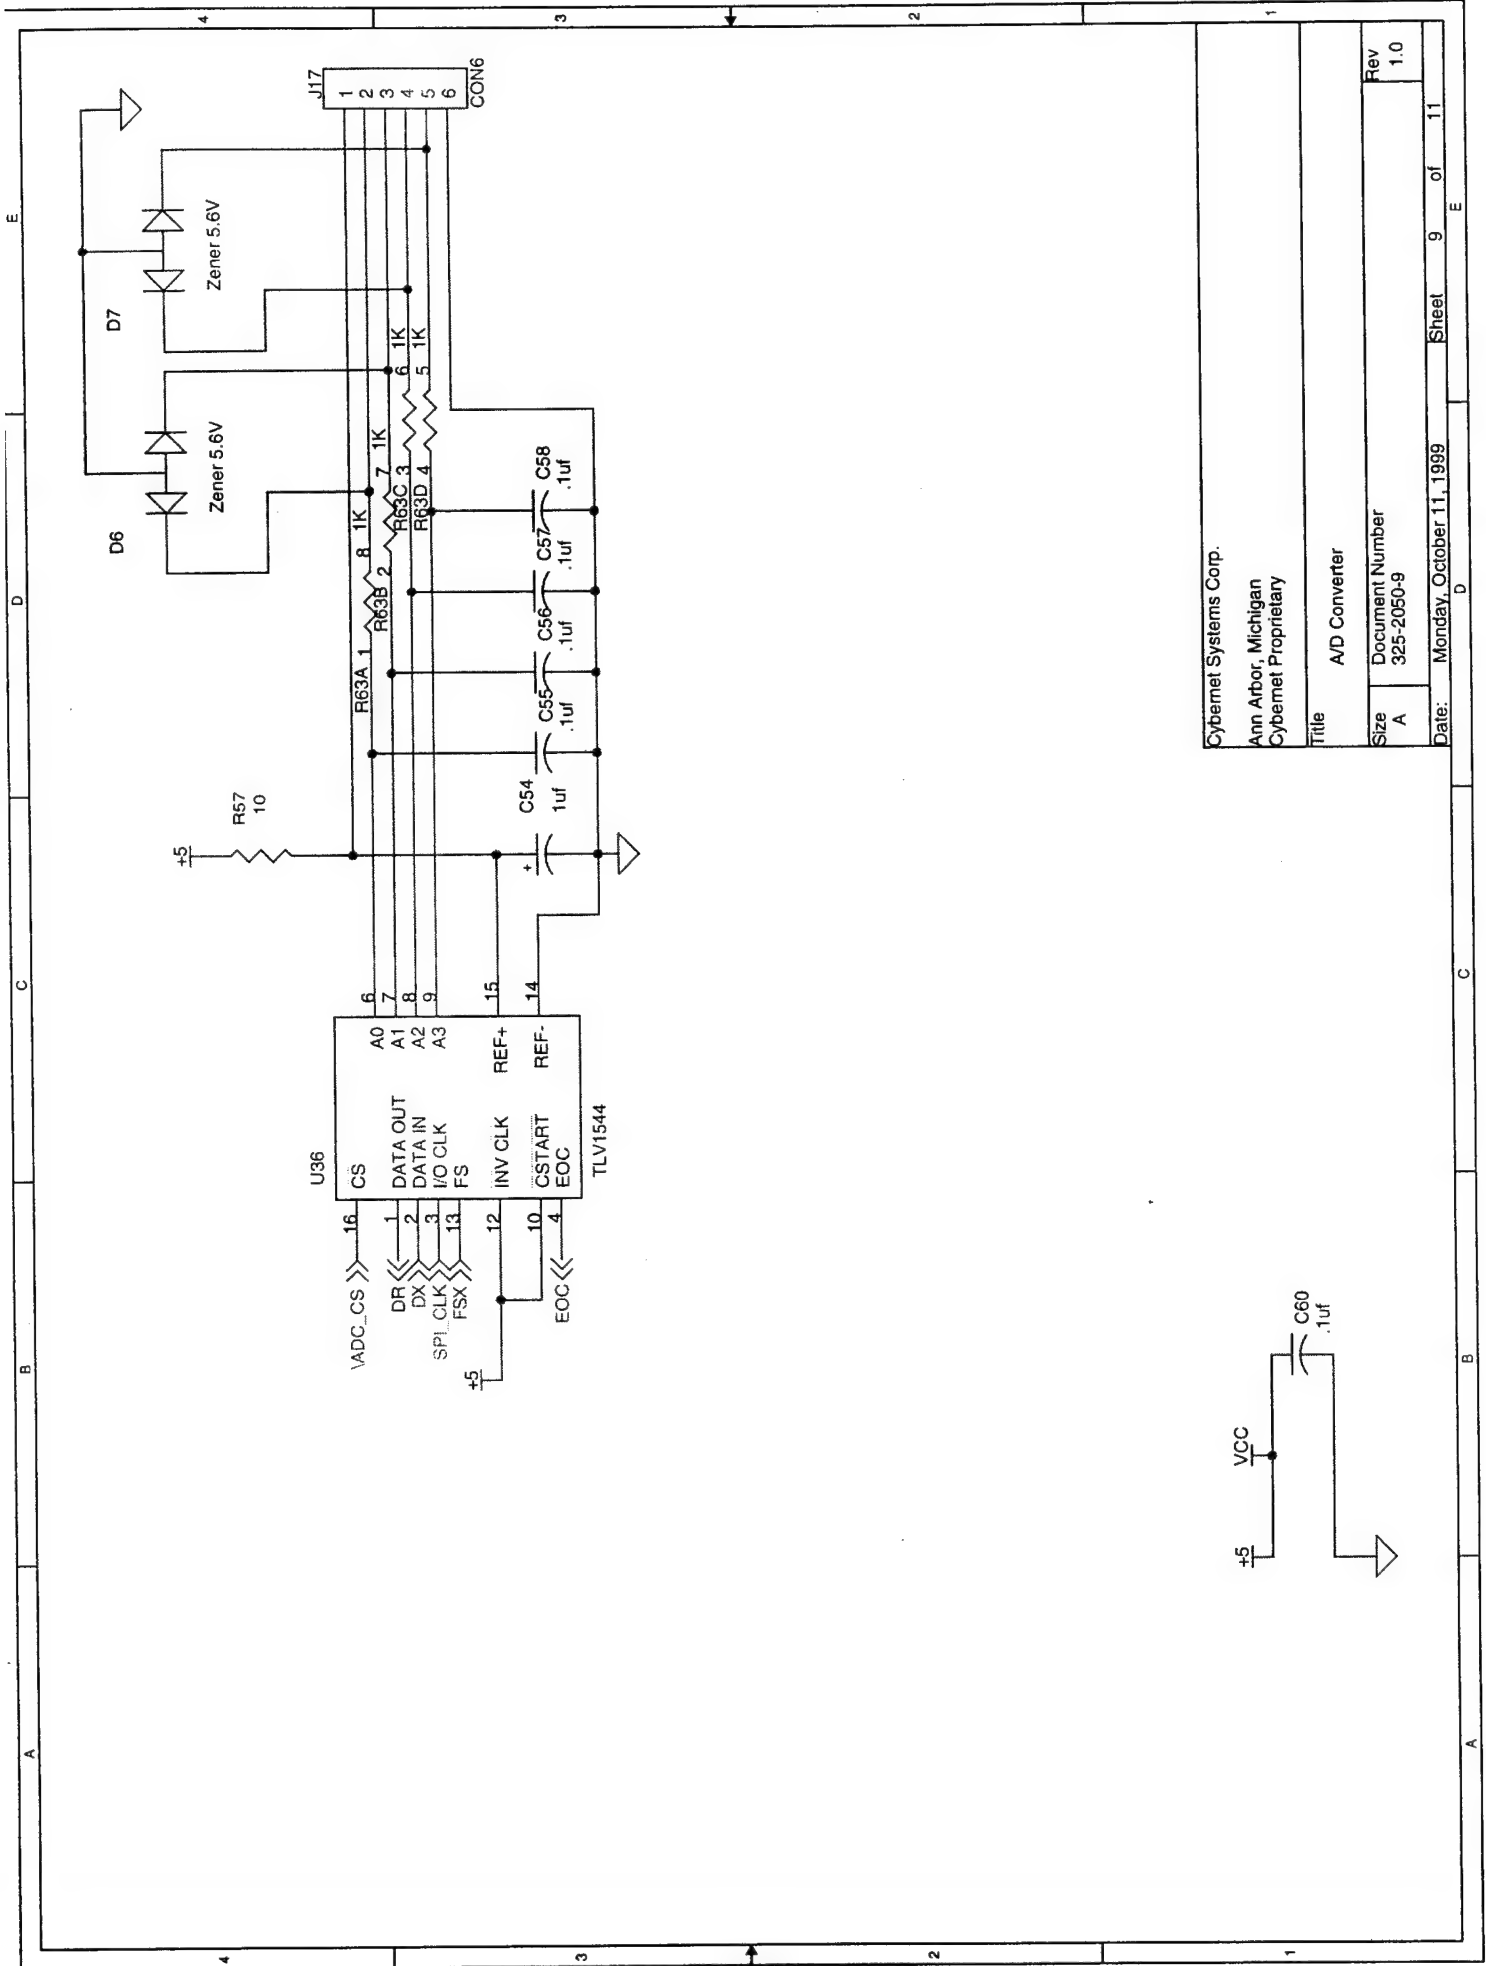 4
3
2
1
E
D
C
B
A
J17
1
2
3
4
5
6
CON6
D7
Zener 5.6V
D6
Zener 5.6V
1K
1K
6
5
1K
7
3
4
R63C
R63D
1K
8
2
R63B
R63A
1
C58
.1uf
C57
.1uf
C56
.1uf
C55
.1uf
C54
1uf
+
R57
10
+5
U36
CS
DATA OUT
DATA IN
I/O CLK
FS
INV CLK
CSTART
EOC
A0
A1
A2
A3
REF+
REF-
6
7
8
9
15
14
TLV1544
16
1
2
3
13
12
10
4
\ADC_CS
DR
DX
SPI_CLK
FSX
EOC
+5
+5
VCC
C60
.1uf
Cybernet Systems Corp.
Ann Arbor, Michigan
Cybernet Proprietary
Title
A/D Converter
Size
A
Document Number
325-2050-9
Rev
1.0
Date:
Monday, October 11, 1999
Sheet
9
of
11
E
D
C
B
A
4
3
2
1